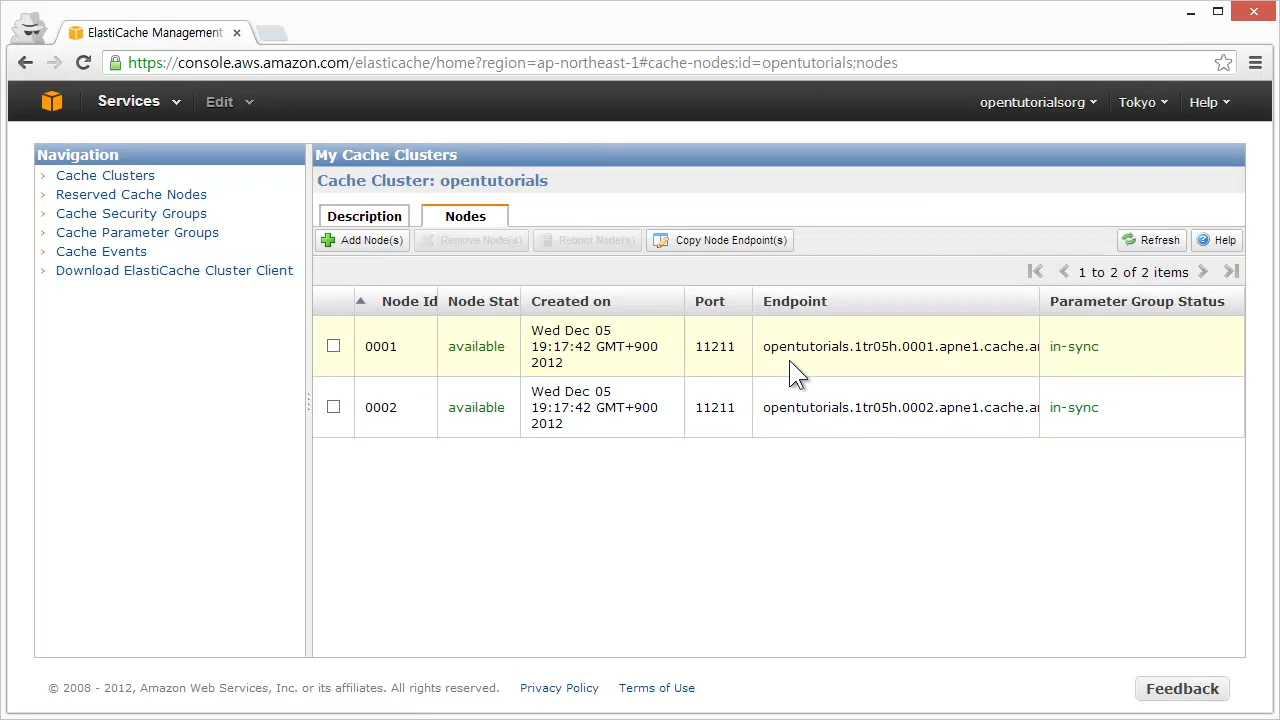 ElastiCache Management
https://console.aws.amazon.com/elasticache/home?region=ap-northeast-1#cache-nodes:id=opentutorials;nodes
Services Edit opentutorialsorg Tokyo Help
Navigation
Cache Clusters
Reserved Cache Nodes
Cache Security Groups
Cache Parameter Groups
Cache Events
Download ElastiCache Cluster Client
My Cache Clusters
Cache Cluster: opentutorials
Description Nodes
Add Node(s) Remove Node(s) Reboot Node(s) Copy Node Endpoint(s) Refresh Help
1 to 2 of 2 items
Node Id Node Stat Created on Port Endpoint Parameter Group Status
Wed Dec 05
0001 available 19:17:42 GMT+900 11211 opentutorials.1tr05h.0001.apne1.cache.a in-sync
2012
Wed Dec 05
0002 available 19:17:42 GMT+900 11211 opentutorials.1tr05h.0002.apne1.cache.a in-sync
2012
© 2008 - 2012, Amazon Web Services, Inc. or its affiliates. All rights reserved. Privacy Policy Terms of Use Feedback